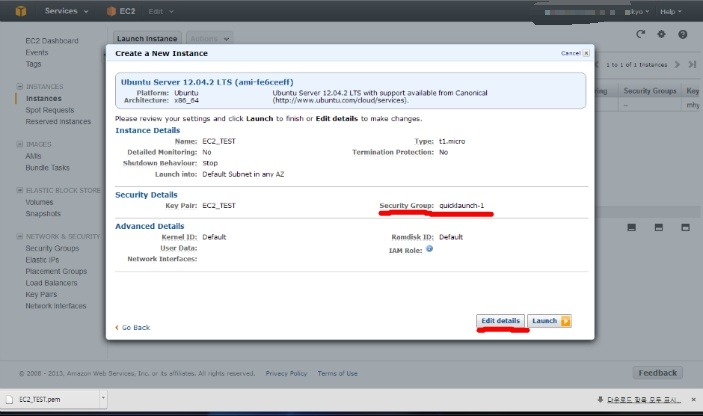 Services
EC2
Edit
Help
EC2 Dashboard
Events
Tags
INSTANCES
Instances
Spot Requests
Reserved Instances
IMAGES
AMIs
Bundle Tasks
ELASTIC BLOCK STORE
Volumes
Snapshots
NETWORK & SECURITY
Security Groups
Elastic IPs
Placement Groups
Load Balancers
Key Pairs
Network Interfaces
Launch Instance
Actions
1 to 1 of 1 Instances
Security Groups
Key
Create a New Instance
Cancel
Ubuntu Server 12.04.2 LTS (ami-fe6ceeff)
Platform: Ubuntu
Architecture: x86_64
Ubuntu Server 12.04.2 LTS with support available from Canonical
(http://www.ubuntu.com/cloud/services).
Please review your settings and click Launch to finish or Edit details to make changes.
Instance Details
Name: EC2_TEST Type: t1.micro
Detailed Monitoring: No Termination Protection: No
Shutdown Behaviour: Stop
Launch into: Default Subnet in any AZ
Security Details
Key Pair: EC2_TEST Security Group: quicklaunch-1
Advanced Details
Kernel ID: Default Ramdisk ID: Default
User Data: IAM Role:
Network Interfaces:
Go Back
Edit details
Launch
© 2008 - 2013, Amazon Web Services, Inc. or its affiliates. All rights reserved. Privacy Policy Terms of Use
Feedback
EC2_TEST.pem
다운로드 항목 모두 표시...